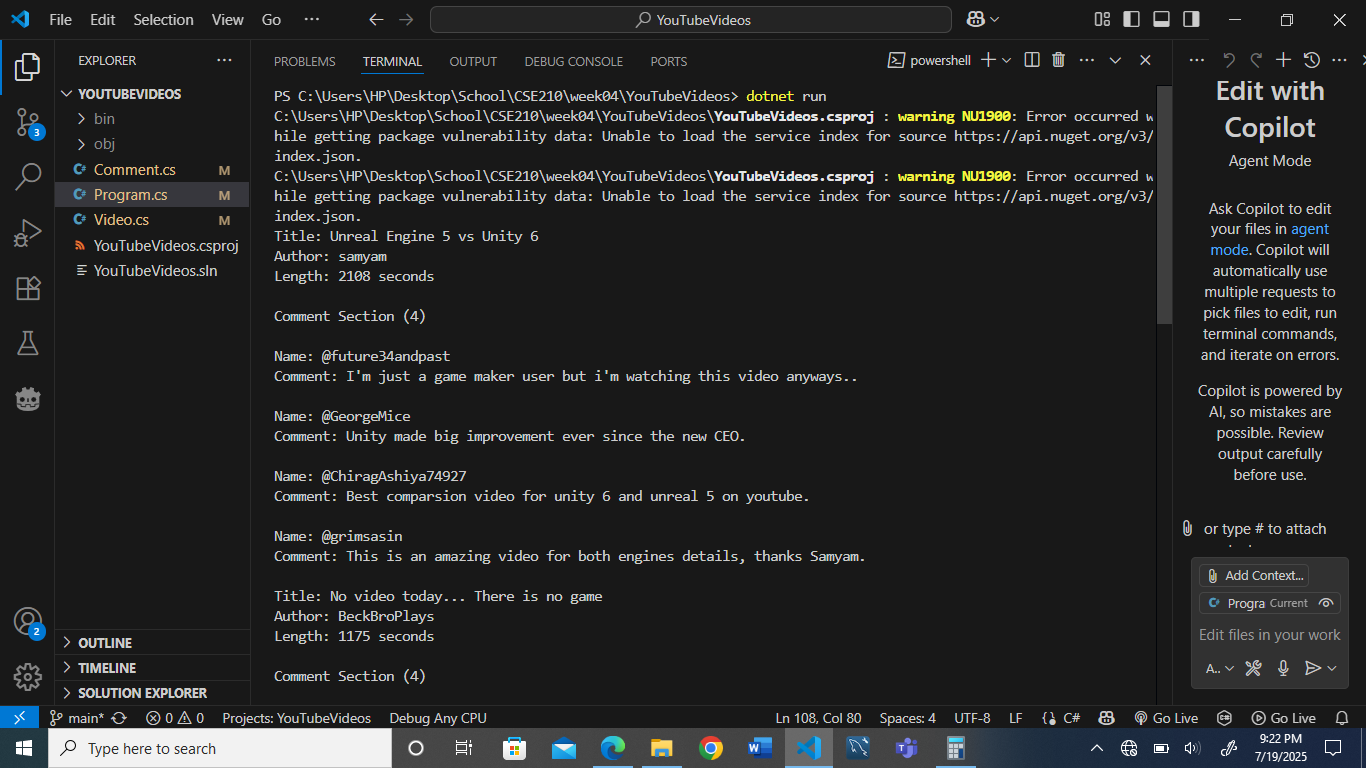 File Edit Selection View Go ··· YouTubeVideos
EXPLORER ···
YOUTUBEVIDEOS
bin
obj
Comment.cs M
Program.cs M
Video.cs M
YouTubeVideos.csproj
YouTubeVideos.sln
OUTLINE
TIMELINE
SOLUTION EXPLORER
3
2
PROBLEMS TERMINAL OUTPUT DEBUG CONSOLE PORTS powershell
PS C:\Users\HP\Desktop\School\CSE210\week04\YouTubeVideos> dotnet run
C:\Users\HP\Desktop\School\CSE210\week04\YouTubeVideos\YouTubeVideos.csproj : warning NU1900: Error occurred w
hile getting package vulnerability data: Unable to load the service index for source https://api.nuget.org/v3/
index.json.
C:\Users\HP\Desktop\School\CSE210\week04\YouTubeVideos\YouTubeVideos.csproj : warning NU1900: Error occurred w
hile getting package vulnerability data: Unable to load the service index for source https://api.nuget.org/v3/
index.json.
Title: Unreal Engine 5 vs Unity 6
Author: samyam
Length: 2108 seconds
Comment Section (4)
Name: @future34andpast
Comment: I'm just a game maker user but i'm watching this video anyways..
Name: @GeorgeMice
Comment: Unity made big improvement ever since the new CEO.
Name: @ChiragAshiya74927
Comment: Best comparsion video for unity 6 and unreal 5 on youtube.
Name: @grimsasin
Comment: This is an amazing video for both engines details, thanks Samyam.
Title: No video today... There is no game
Author: BeckBroPlays
Length: 1175 seconds
Comment Section (4)
Edit with
Copilot
Agent Mode
Ask Copilot to edit
your files in agent
mode. Copilot will
automatically use
multiple requests to
pick files to edit, run
terminal commands,
and iterate on errors.
Copilot is powered by
AI, so mistakes are
possible. Review
output carefully
before use.
or type # to attach
Add Context...
Progra Current
Edit files in your work
A..
main* 0 0 Projects: YouTubeVideos Debug Any CPU Ln 108, Col 80 Spaces: 4 UTF-8 LF C# Go Live Go Live
Type here to search
9:22 PM
7/19/2025